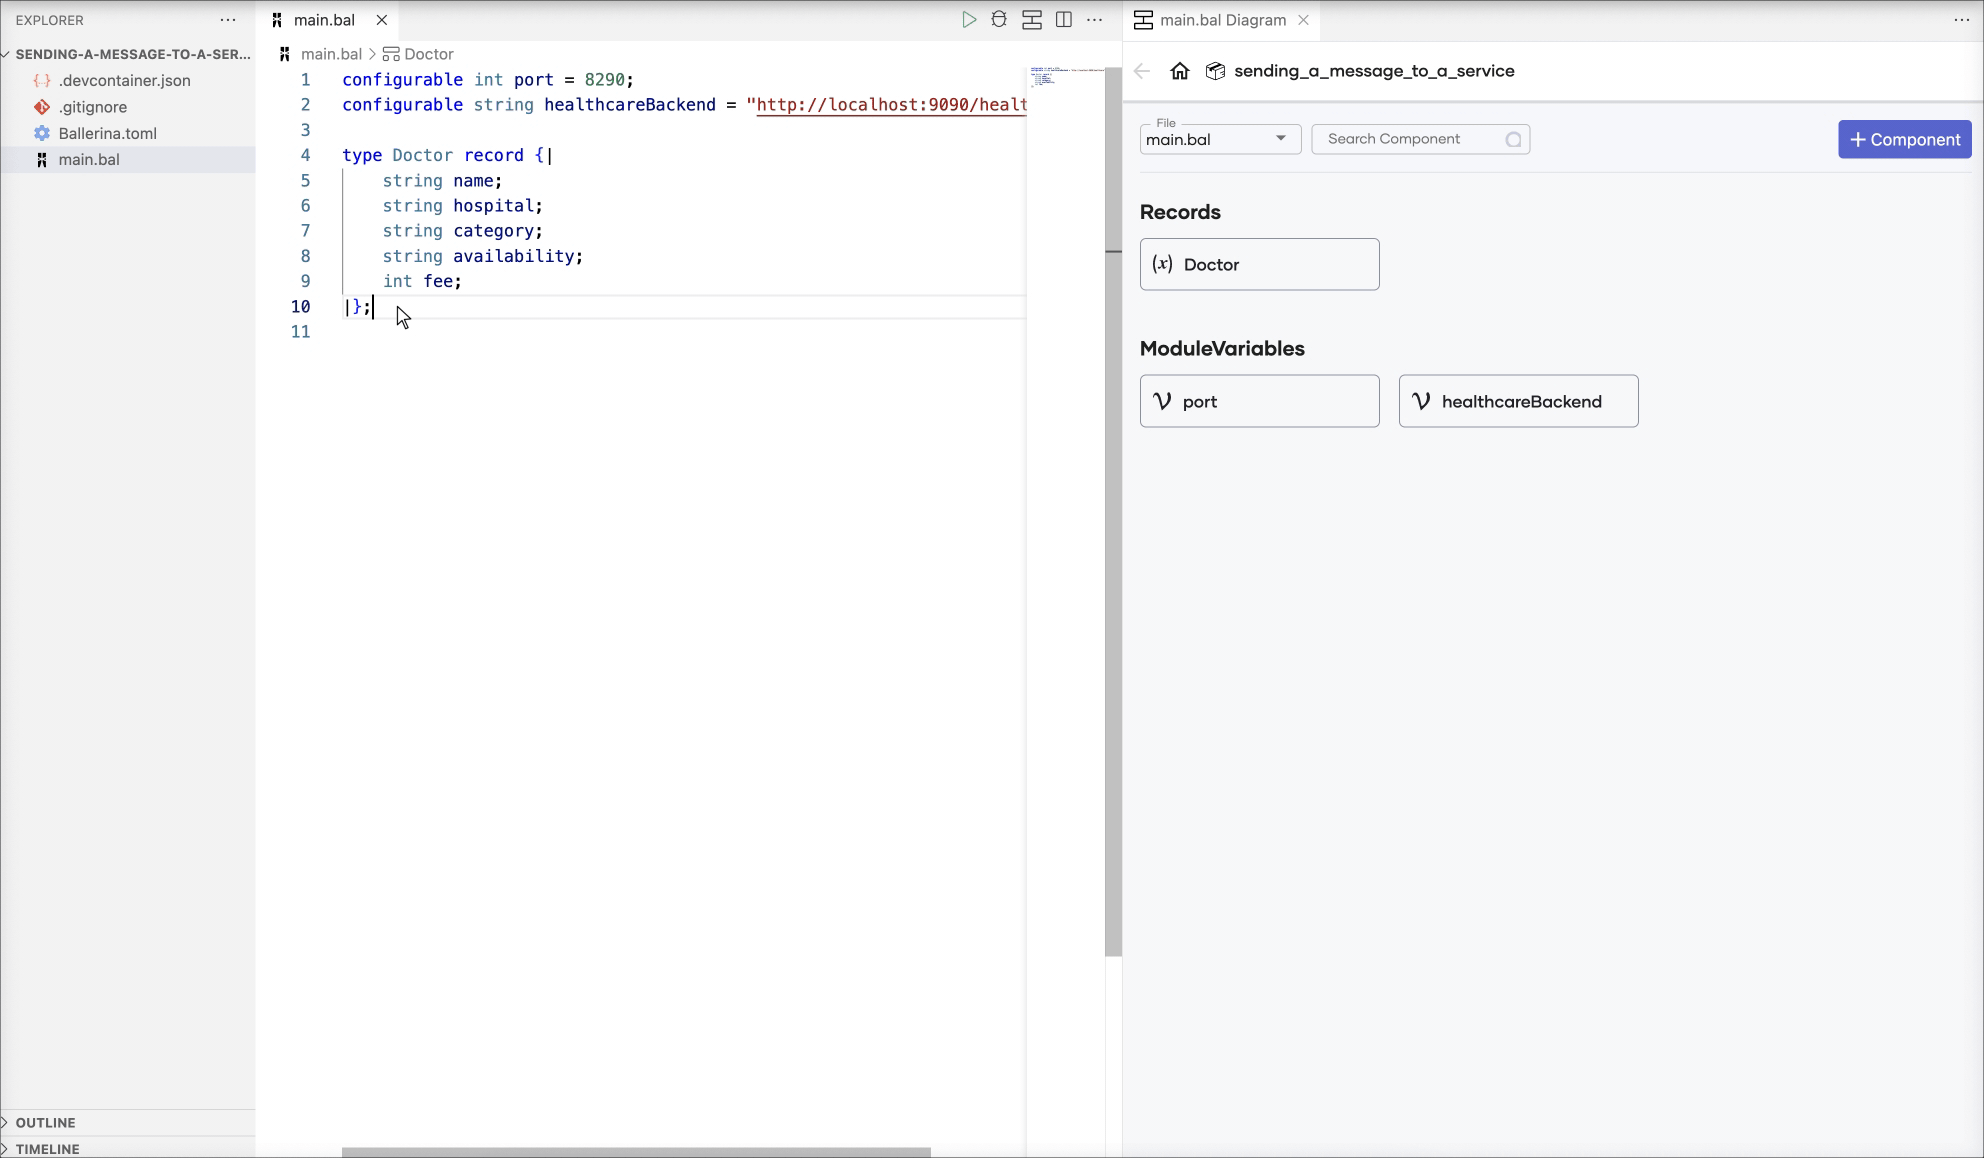 EXPLORER
SENDING-A-MESSAGE-TO-A-SER...
.devcontainer.json
.gitignore
Ballerina.toml
main.bal
OUTLINE
TIMELINE
main.bal
main.bal > Doctor
1 configurable int port = 8290;
2 configurable string healthcareBackend = "http://localhost:9090/healt
3
4 type Doctor record {|
5 string name;
6 string hospital;
7 string category;
8 string availability;
9 int fee;
10 |};
11
main.bal Diagram
sending_a_message_to_a_service
File
main.bal
Search Component
+ Component
Records
(x) Doctor
ModuleVariables
port
healthcareBackend